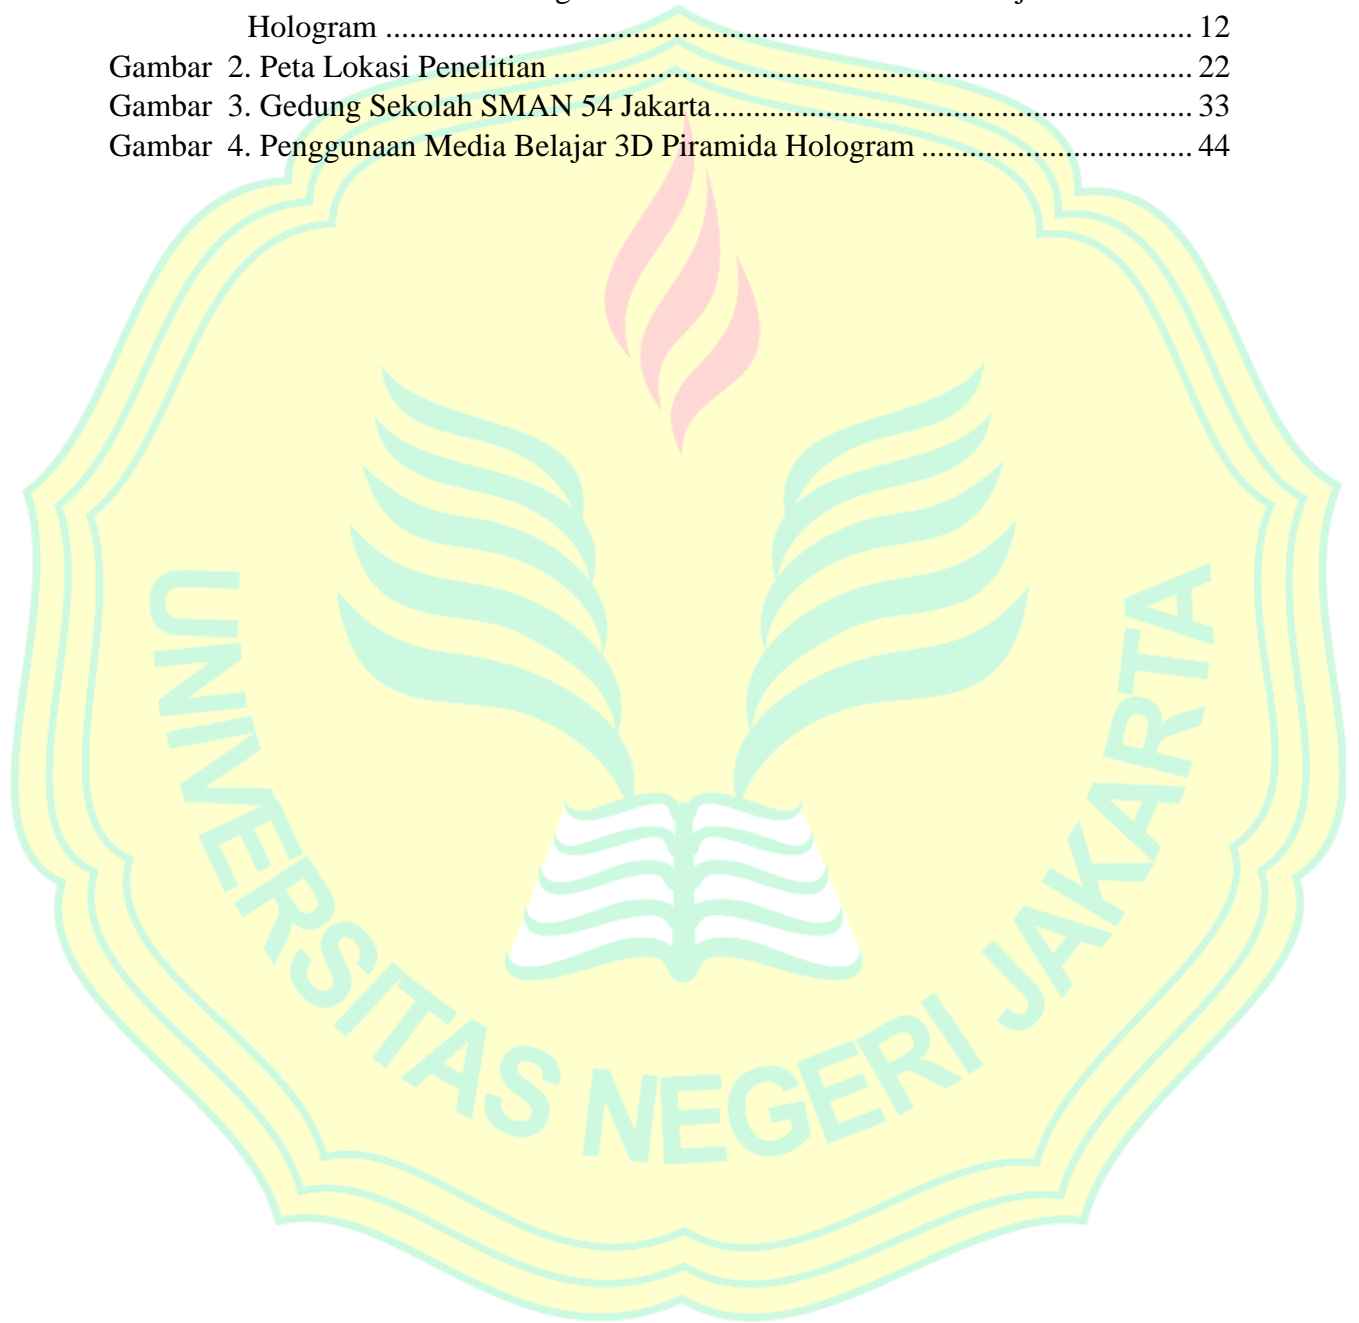 Hologram ..................................................................................................... 12
Gambar 2. Peta Lokasi Penelitian ................................................................................ 22
Gambar 3. Gedung Sekolah SMAN 54 Jakarta............................................................ 33
Gambar 4. Penggunaan Media Belajar 3D Piramida Hologram .................................. 44
UNIVERSITAS NEGERI JAKARTA